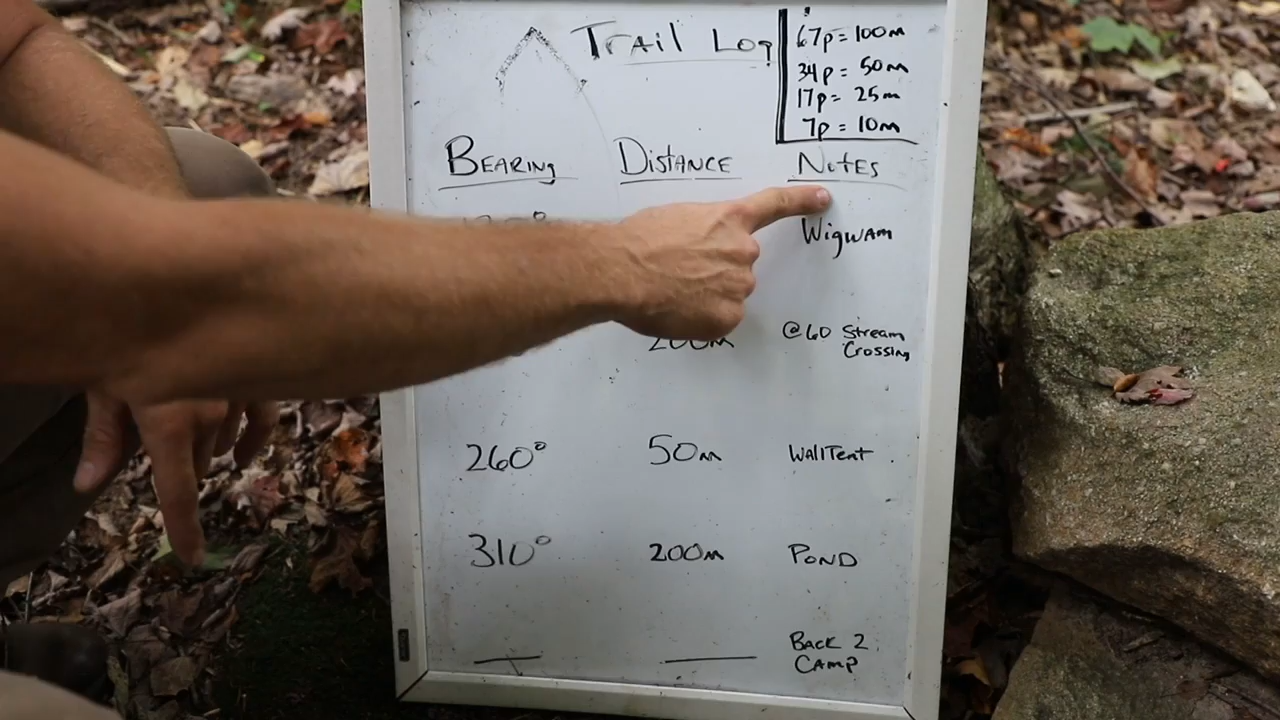 Trail Log
67p = 100m
34p = 50m
17p = 25m
7p = 10m
BEARING DISTANCE NOTES
Wigwam
200m @60 Stream
Crossing
260° 50m WallTent
310° 200m POND
BACK 2
CAMP